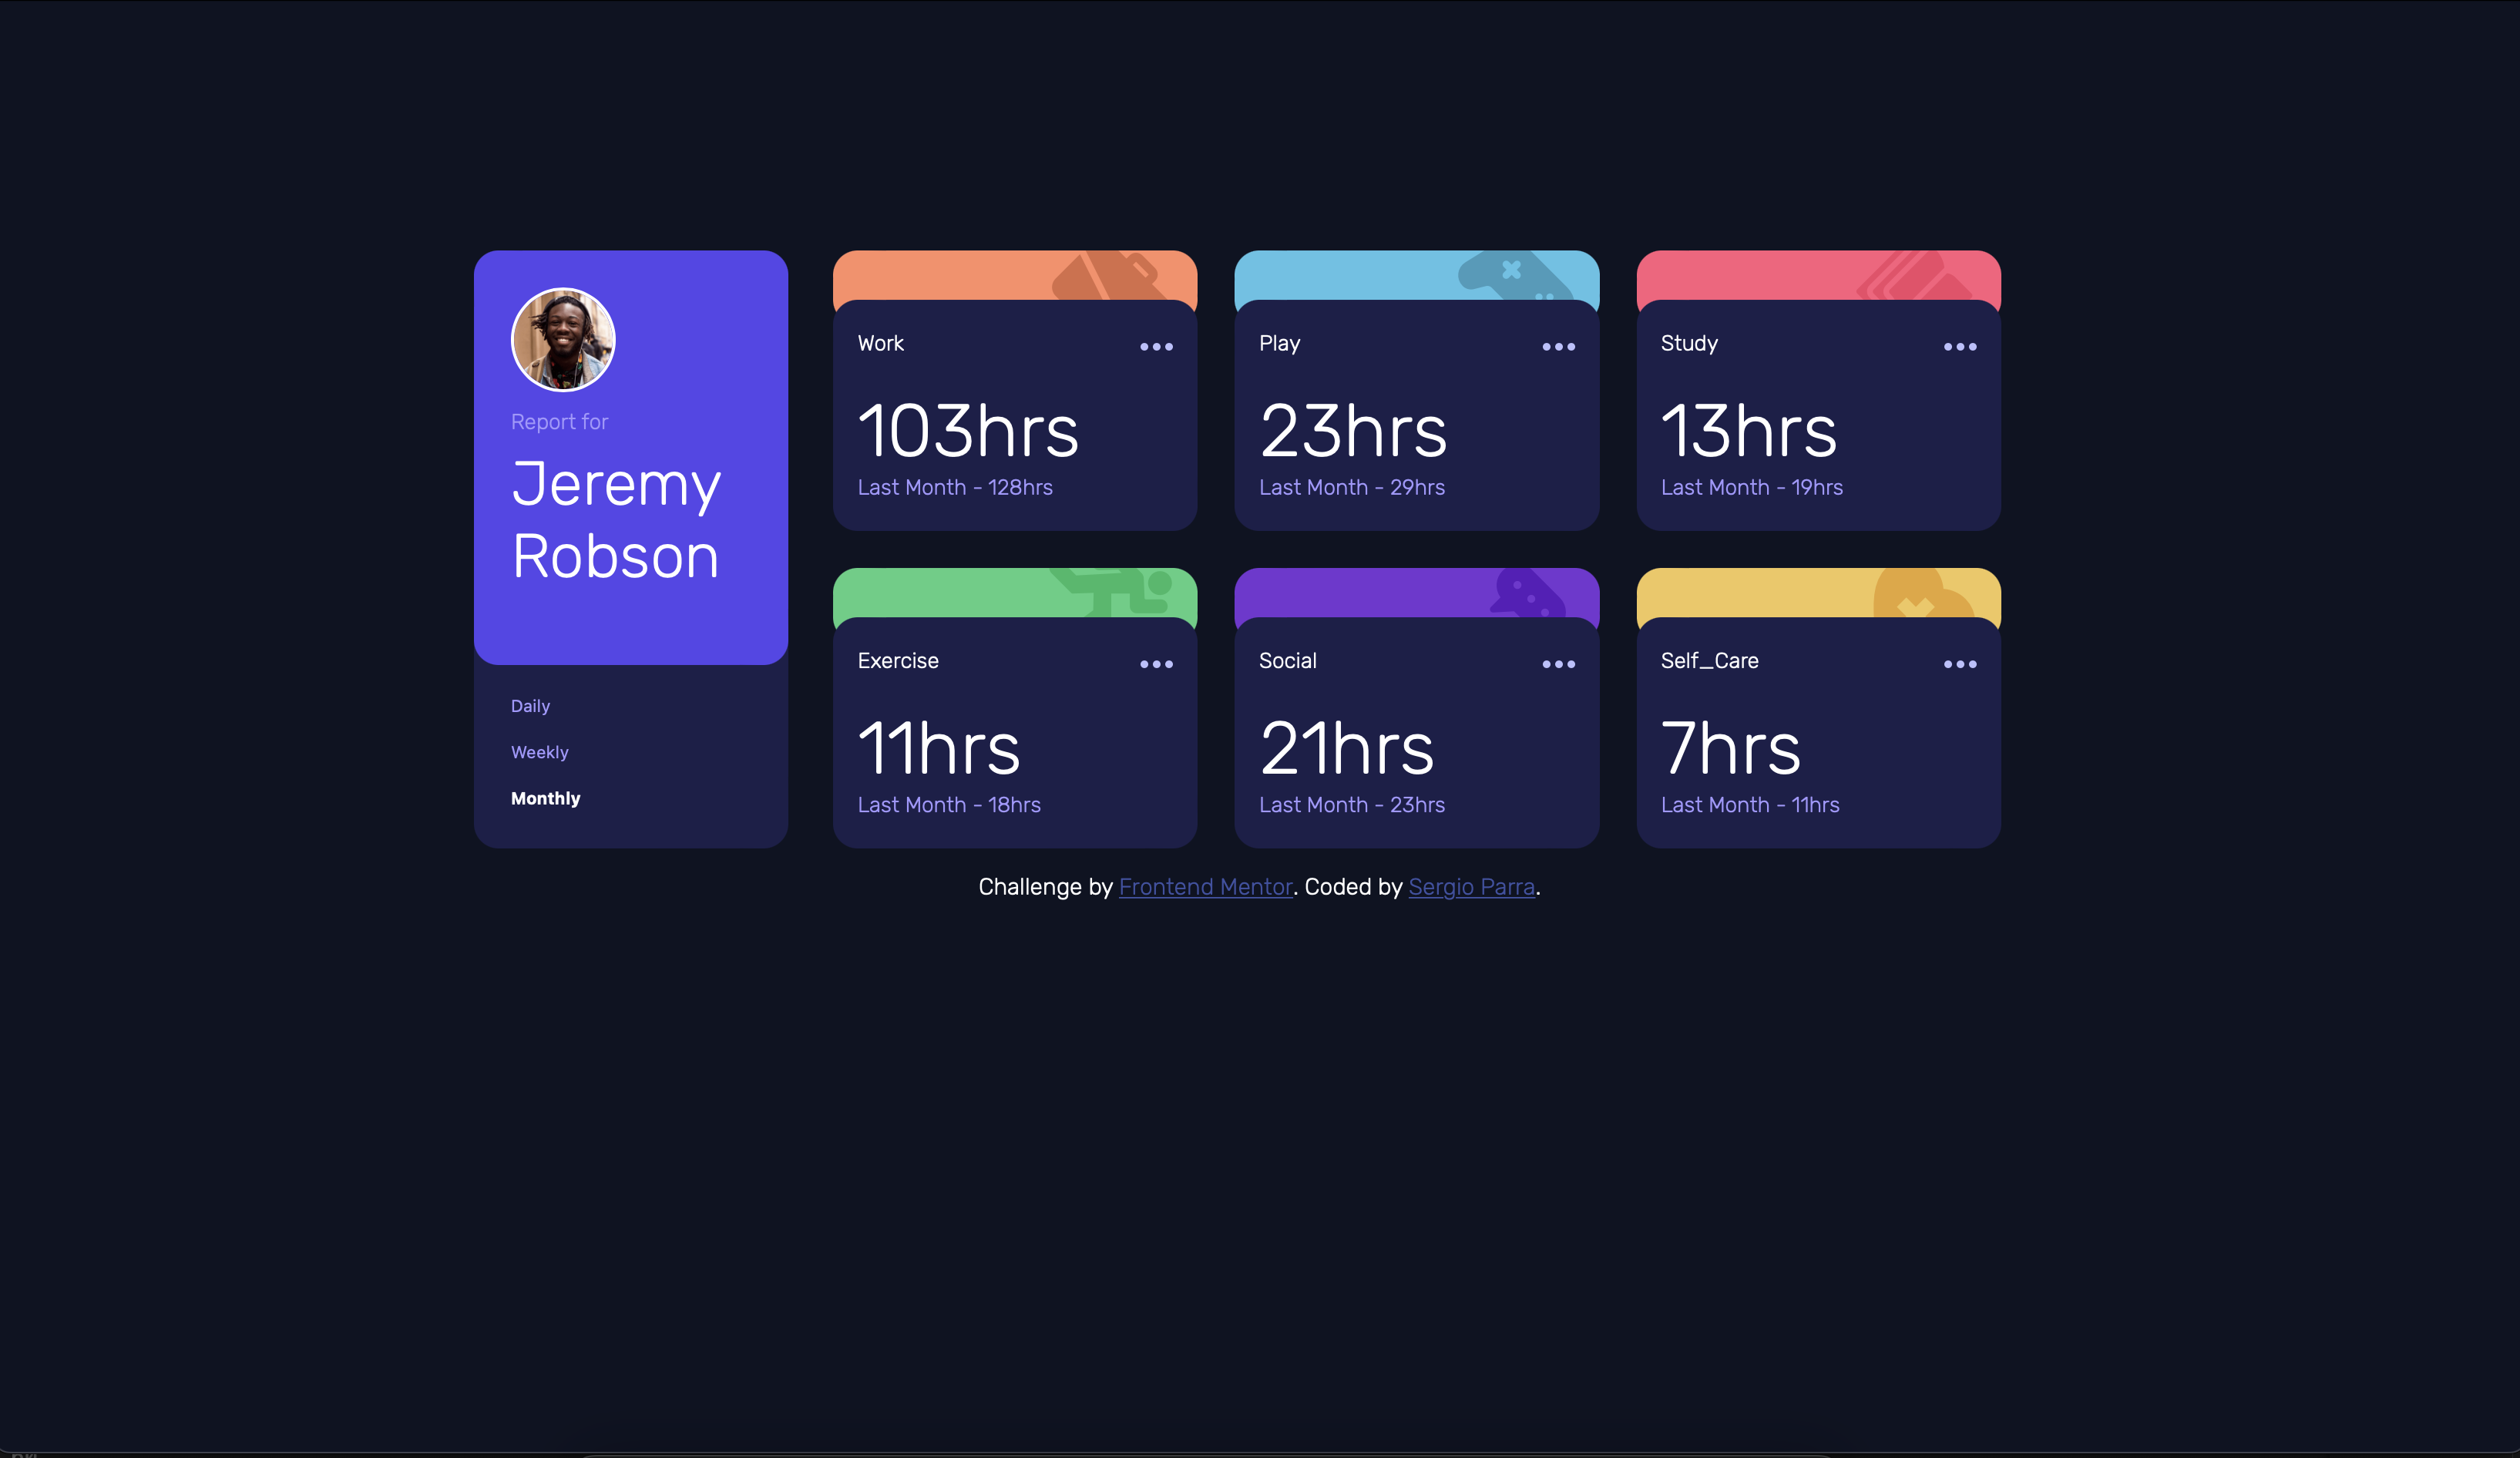 Report for
Jeremy
Robson
Daily
Weekly
Monthly
Work
103hrs
Last Month - 128hrs
Play
23hrs
Last Month - 29hrs
Study
13hrs
Last Month - 19hrs
Exercise
11hrs
Last Month - 18hrs
Social
21hrs
Last Month - 23hrs
Self_Care
7hrs
Last Month - 11hrs
Challenge by Frontend Mentor. Coded by Sergio Parra.